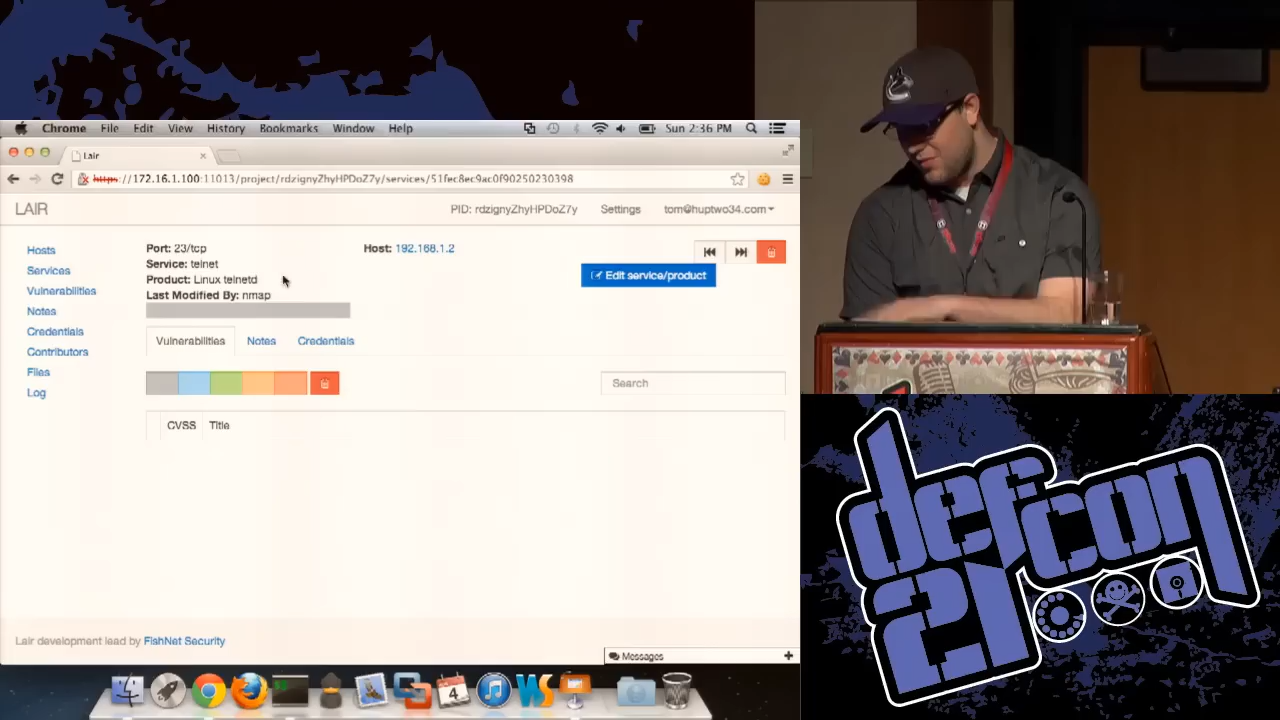 Chrome File Edit View History Bookmarks Window Help Sun 2:36 PM
Lair
https://172.16.1.100:11013/project/rdzignyZhyHPDoZ7y/services/51fec8ec9ac0f90250230398
LAIR PID: rdzignyZhyHPDoZ7y Settings tom@huptwo34.com
Hosts
Services
Vulnerabilities
Notes
Credentials
Contributors
Files
Log
Port: 23/tcp
Service: telnet
Product: Linux telnetd
Last Modified By: nmap
Host: 192.168.1.2
Edit service/product
Vulnerabilities Notes Credentials
Search
CVSS Title
Lair development lead by FishNet Security
Messages
4
WS
defcon
21